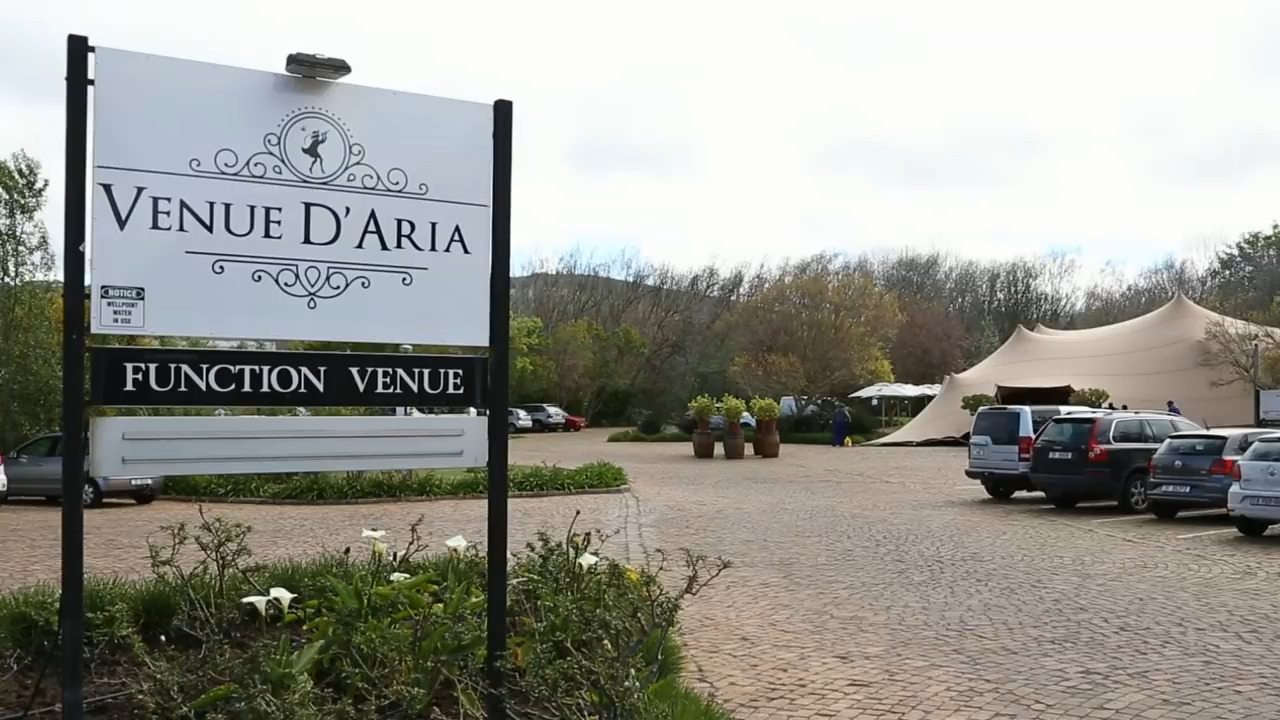 VENUE D'ARIA
NOTICE
WELLPOINT
WATER
IN USE
FUNCTION VENUE